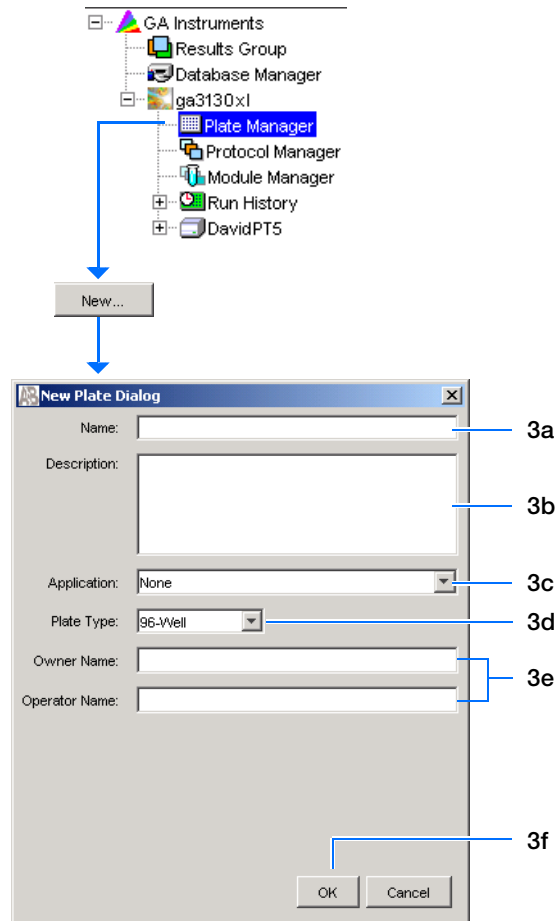 GA Instruments
Results Group
Database Manager
ga3130xl
Plate Manager
Protocol Manager
Module Manager
Run History
DavidPT5
New...
New Plate Dialog
Name:
3a
Description:
3b
Application: None
3c
Plate Type: 96-Well
3d
Owner Name:
3e
Operator Name:
3f
OK Cancel